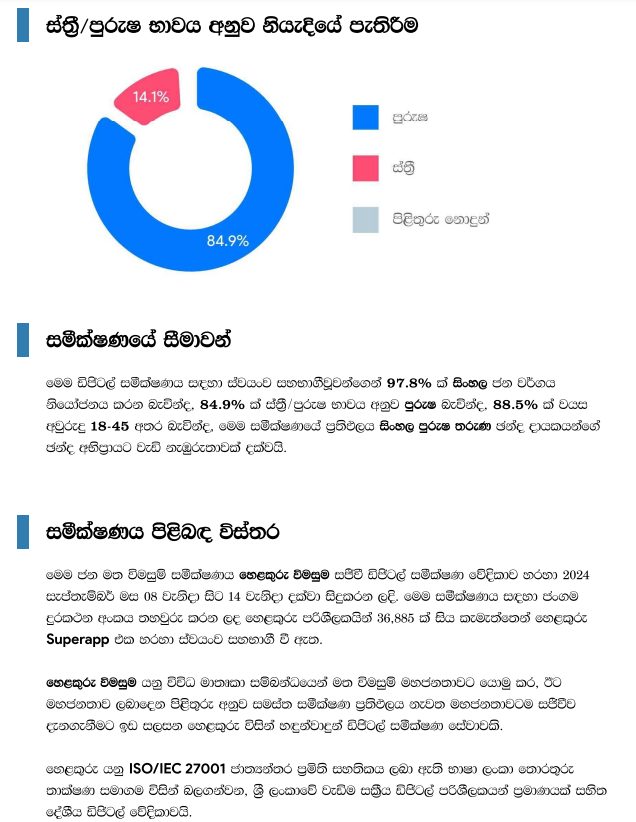 ස්ත්‍රී/පුරුෂ භාවය අනුව නියැදියේ පැතිරීම
14.1%
84.9%
පුරුෂ
ස්ත්‍රී
පිළිතුරු නොදුන්
සමීක්ෂණයේ සීමාවන්
මෙම ඩිජිටල් සමීක්ෂණය සඳහා ස්වයංව සහභාගීවූවන්ගෙන් 97.8% ක් සිංහල ජන වර්ගය
නියෝජනය කරන බැවින්ද, 84.9% ක් ස්ත්‍රී/පුරුෂ භාවය අනුව පුරුෂ බැවින්ද, 88.5% ක් වයස
අවුරුදු 18-45 අතර බැවින්ද, මෙම සමීක්ෂණයේ ප්‍රතිඵලය සිංහල පුරුෂ තරුණ ඡන්ද දායකයන්ගේ
ඡන්ද අභිප්‍රායට වැඩි නැඹුරුතාවක් දක්වයි.
සමීක්ෂණය පිළිබඳ විස්තර
මෙම ජන මත විමසුම් සමීක්ෂණය හෙළකුරු විමසුම සජීවී ඩිජිටල් සමීක්ෂණ වේදිකාව හරහා 2024
සැප්තැම්බර් මස 08 වැනිදා සිට 14 වැනිදා දක්වා සිදුකරන ලදි. මෙම සමීක්ෂණය සඳහා ජංගම
දුරකථන අංකය තහවුරු කරන ලද හෙළකුරු පරිශීලකයින් 36,885 ක් සිය කැමැත්තෙන් හෙළකුරු
Superapp එක හරහා ස්වයංව සහභාගී වී ඇත.
හෙළකුරු විමසුම යනු විවිධ මාතෘකා සම්බන්ධයෙන් මත විමසුම් මහජනතාවට යොමු කර, ඊට
මහජනතාව ලබාදෙන පිළිතුරු අනුව සමස්ත සමීක්ෂණ ප්‍රතිඵලය නැවත මහජනතාවටම සජීවීව
දැනගැනීමට ඉඩ සලසන හෙළකුරු විසින් හඳුන්වාදුන් ඩිජිටල් සමීක්ෂණ සේවාවකි.
හෙළකුරු යනු ISO/IEC 27001 ජාත්‍යන්තර ප්‍රමිති සහතිකය ලබා ඇති භාෂා ලංකා තොරතුරු
තාක්ෂණ සමාගම විසින් බලගන්වන, ශ්‍රී ලංකාවේ වැඩිම සක්‍රීය ඩිජිටල් පරිශීලකයන් ප්‍රමාණයක් සහිත
දේශීය ඩිජිටල් වේදිකාවයි.